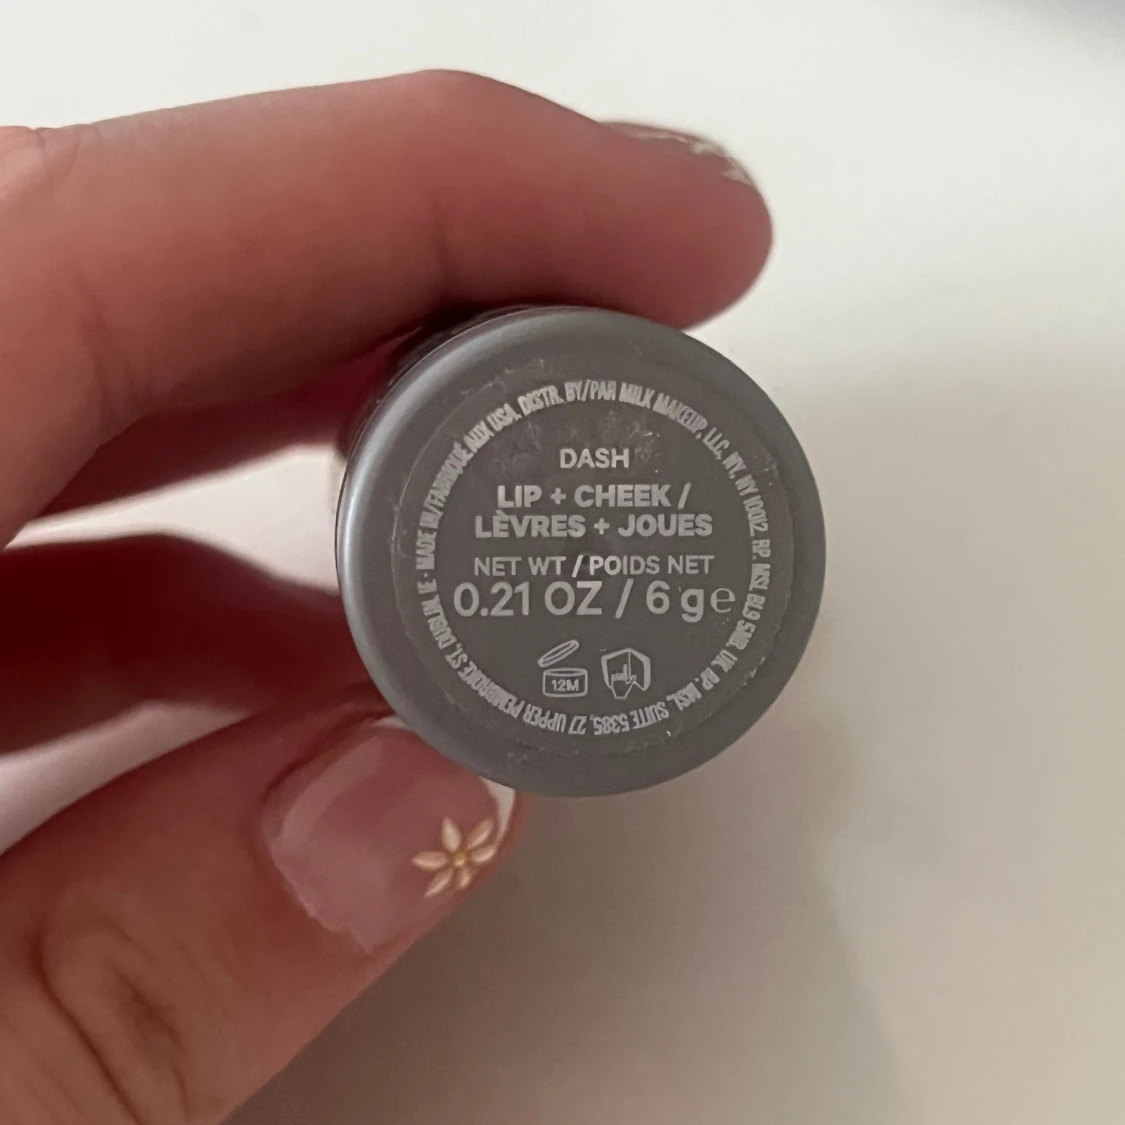 DASH
LIP + CHEEK /
LÈVRES + JOUES
NET WT / POIDS NET
0.21 OZ / 6 g e
12M
MADE IN/FABRIQUÉ AUX USA. DISTR. BY/PAR MILK MAKEUP, LLC, NY, NY 10012. RP. MSL BL9 5NB, UK. RP. MSL, SUITE 5385, 27 UPPER PEMBROKE ST, DUBLIN, IE •